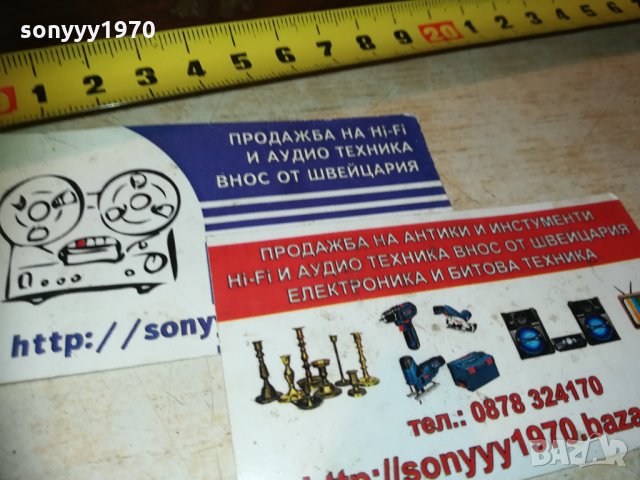 sonyyy1970
1 2 3 4 5 6 7 8 9 20 1 2 3 4 5
ПРОДАЖБА НА Hi-Fi
И АУДИО ТЕХНИКА
ВНОС ОТ ШВЕЙЦАРИЯ
http://sony
ПРОДАЖБА НА АНТИКИ И ИНСТУМЕНТИ
Hi-Fi И АУДИО ТЕХНИКА ВНОС ОТ ШВЕЙЦАРИЯ
ЕЛЕКТРОНИКА И БИТОВА ТЕХНИКА
тел.: 0878 324170
http://sonyyy1970.baza
BAZAR
sonyyy1970